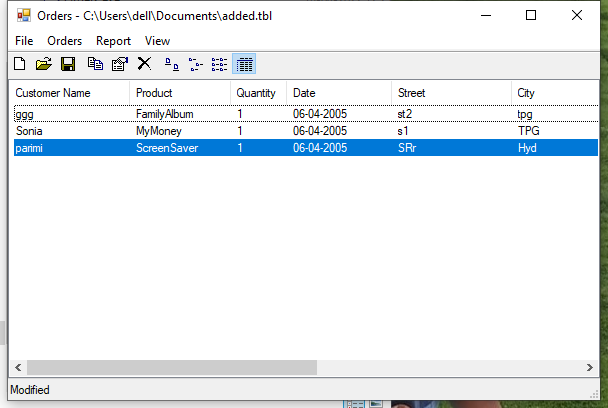 Orders - C:\Users\dell\Documents\added.tbl
File Orders Report View
Customer Name Product Quantity Date Street City
ggg FamilyAlbum 1 06-04-2005 st2 tpg
Sonia MyMoney 1 06-04-2005 s1 TPG
parimi ScreenSaver 1 06-04-2005 SRr Hyd
Modified